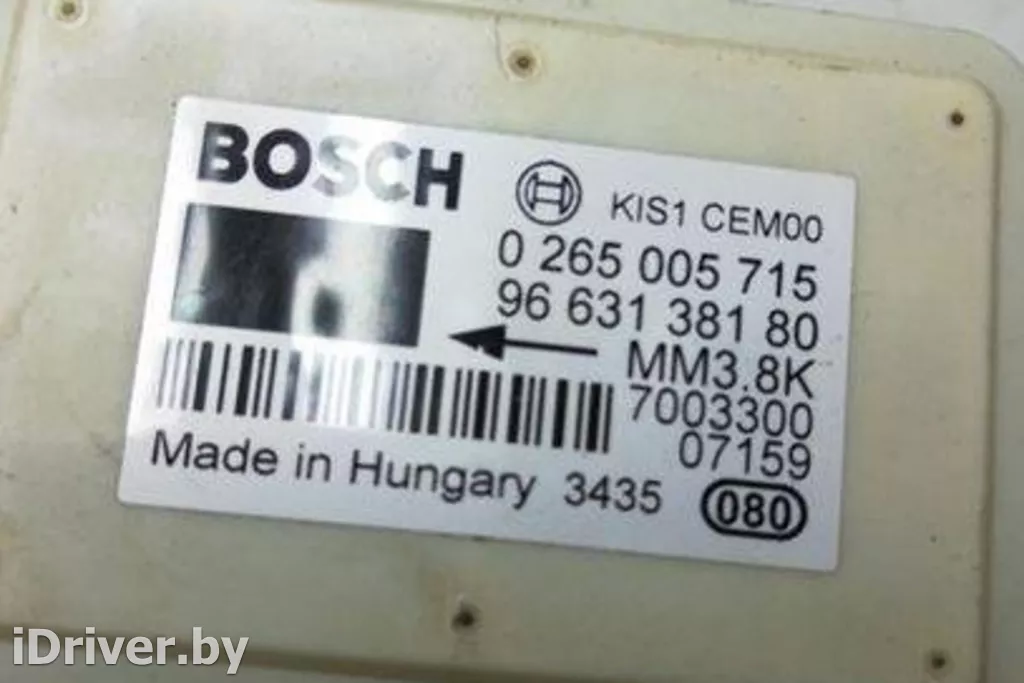 BOSCH
KIS1 CEM00
0 265 005 715
96 631 381 80
MM3.8K
7003300
07159
Made in Hungary 3435
080
iDriver.by